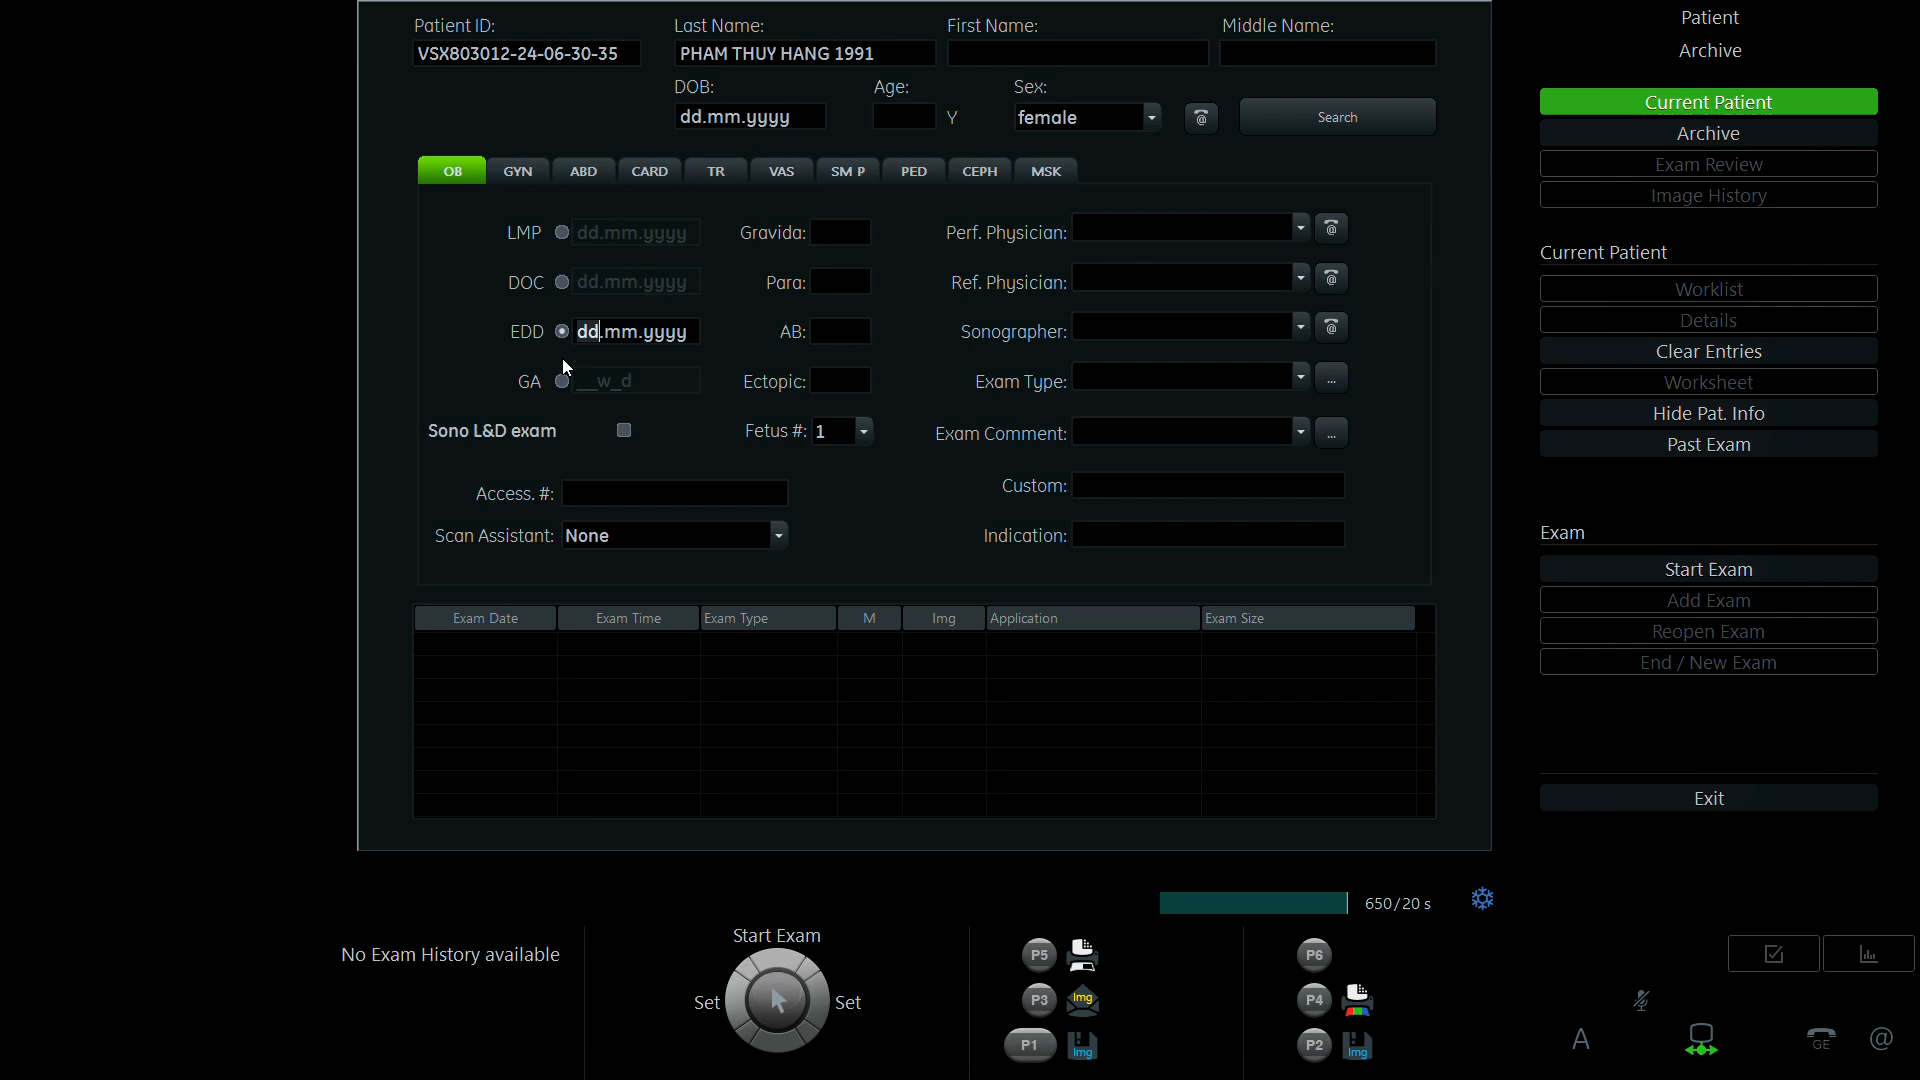 Patient ID: Last Name: First Name: Middle Name:
VSX803012-24-06-30-35 PHAM THUY HANG 1991
DOB: Age: Sex:
dd.mm.yyyy Y female Search
OB GYN ABD CARD TR VAS SM P PED CEPH MSK
LMP dd.mm.yyyy Gravida: Perf. Physician:
DOC dd.mm.yyyy Para: Ref. Physician:
EDD dd.mm.yyyy AB: Sonographer:
GA __w_d Ectopic: Exam Type: ...
Sono L&D exam Fetus #: 1 Exam Comment: ...
Access. #: Custom:
Scan Assistant: None Indication:
Exam Date Exam Time Exam Type M Img Application Exam Size
650/20 s
No Exam History available
Start Exam
Set Set
P5
P3 Img
P1 Img
P6
P4
P2 Img
Patient
Archive
Current Patient
Archive
Exam Review
Image History
Current Patient
Worklist
Details
Clear Entries
Worksheet
Hide Pat. Info
Past Exam
Exam
Start Exam
Add Exam
Reopen Exam
End / New Exam
Exit
A GE @